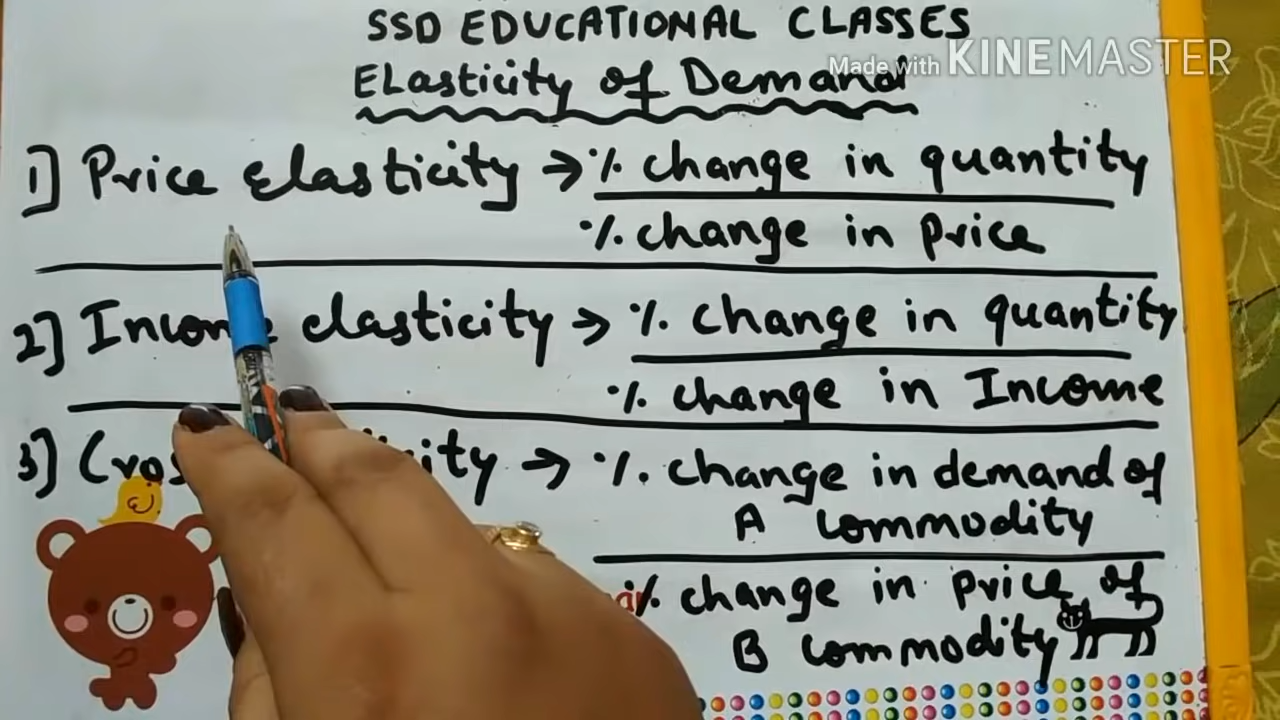 SSD EDUCATIONAL CLASSES
Made with KINEMASTER
Elasticity of Demand
1] Price elasticity → % change in quantity
% change in price
2] Income elasticity → % change in quantity
% change in Income
3] → % change in demand of
A commodity
% change in price of
B commodity